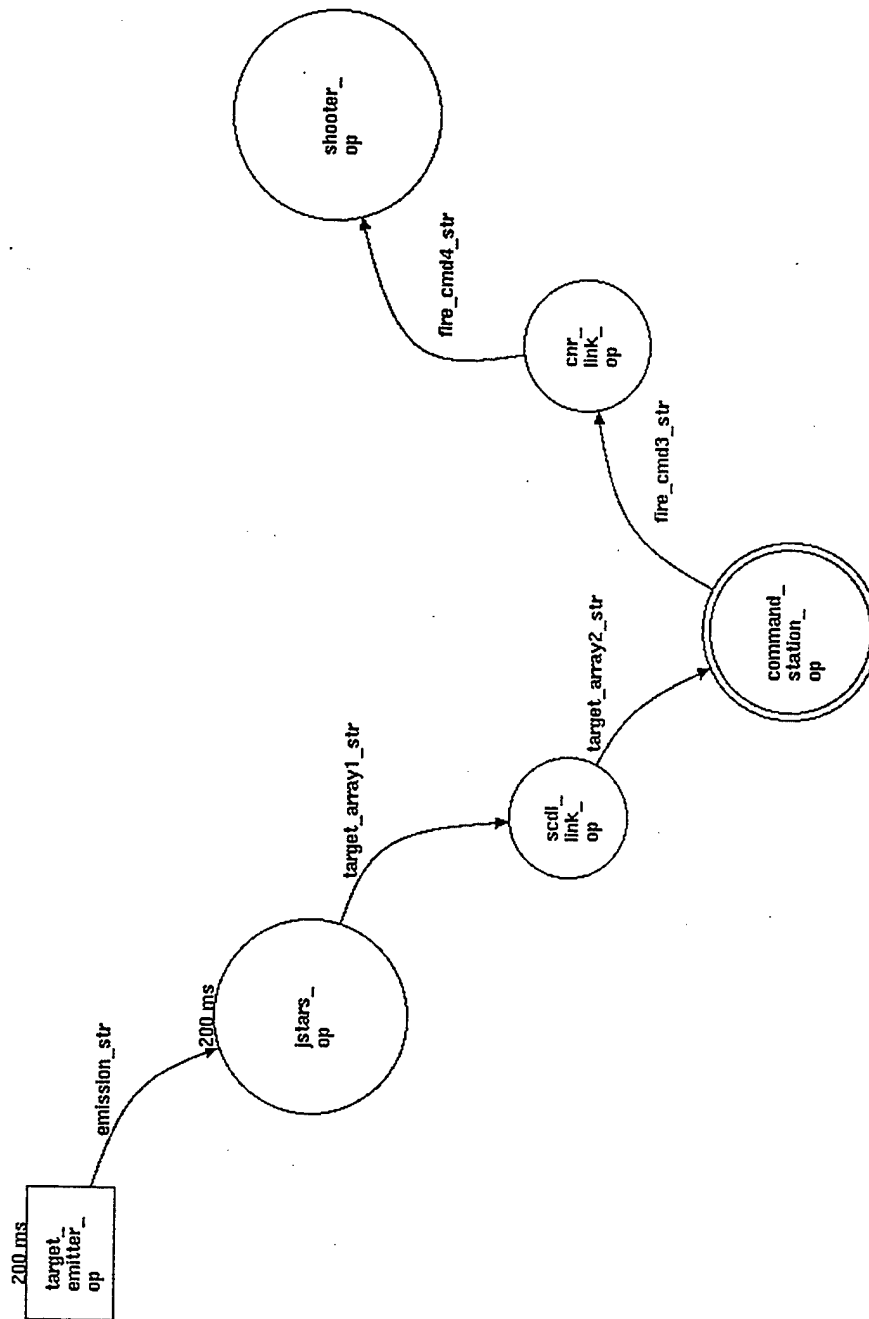 200 ms
target_
emitter_
op
emission_str
200 ms
jstars_
op
target_array1_str
scdl_
link_
op
target_array2_str
command_
station_
op
fire_cmd3_str
cnr_
link_
op
fire_cmd4_str
shooter_
op